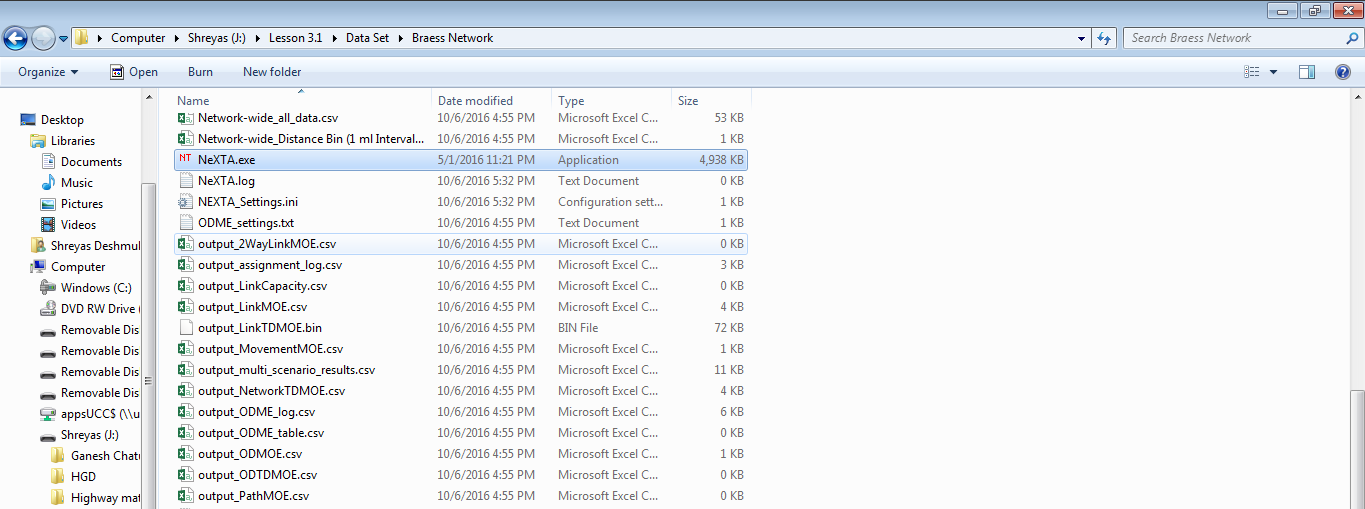 Computer Shreyas (J:) Lesson 3.1 Data Set Braess Network Search Braess Network
Organize Open Burn New folder
Desktop
Libraries
Documents
Music
Pictures
Videos
Shreyas Deshmuk
Computer
Windows (C:)
DVD RW Drive (
Removable Dis
Removable Dis
Removable Dis
Removable Dis
appsUCC$ (\\u
Shreyas (J:)
Ganesh Chatu
HGD
Highway mat
Name Date modified Type Size
Network-wide_all_data.csv 10/6/2016 4:55 PM Microsoft Excel C... 53 KB
Network-wide_Distance Bin (1 ml Interval... 10/6/2016 4:55 PM Microsoft Excel C... 1 KB
NT NeXTA.exe 5/1/2016 11:21 PM Application 4,938 KB
NeXTA.log 10/6/2016 5:32 PM Text Document 0 KB
NEXTA_Settings.ini 10/6/2016 5:32 PM Configuration sett... 1 KB
ODME_settings.txt 10/6/2016 4:55 PM Text Document 1 KB
output_2WayLinkMOE.csv 10/6/2016 4:55 PM Microsoft Excel C... 0 KB
output_assignment_log.csv 10/6/2016 4:55 PM Microsoft Excel C... 3 KB
output_LinkCapacity.csv 10/6/2016 4:55 PM Microsoft Excel C... 0 KB
output_LinkMOE.csv 10/6/2016 4:55 PM Microsoft Excel C... 4 KB
output_LinkTDMOE.bin 10/6/2016 4:55 PM BIN File 72 KB
output_MovementMOE.csv 10/6/2016 4:55 PM Microsoft Excel C... 1 KB
output_multi_scenario_results.csv 10/6/2016 4:55 PM Microsoft Excel C... 11 KB
output_NetworkTDMOE.csv 10/6/2016 4:55 PM Microsoft Excel C... 4 KB
output_ODME_log.csv 10/6/2016 4:55 PM Microsoft Excel C... 6 KB
output_ODME_table.csv 10/6/2016 4:55 PM Microsoft Excel C... 0 KB
output_ODMOE.csv 10/6/2016 4:55 PM Microsoft Excel C... 1 KB
output_ODTDMOE.csv 10/6/2016 4:55 PM Microsoft Excel C... 0 KB
output_PathMOE.csv 10/6/2016 4:55 PM Microsoft Excel C... 0 KB